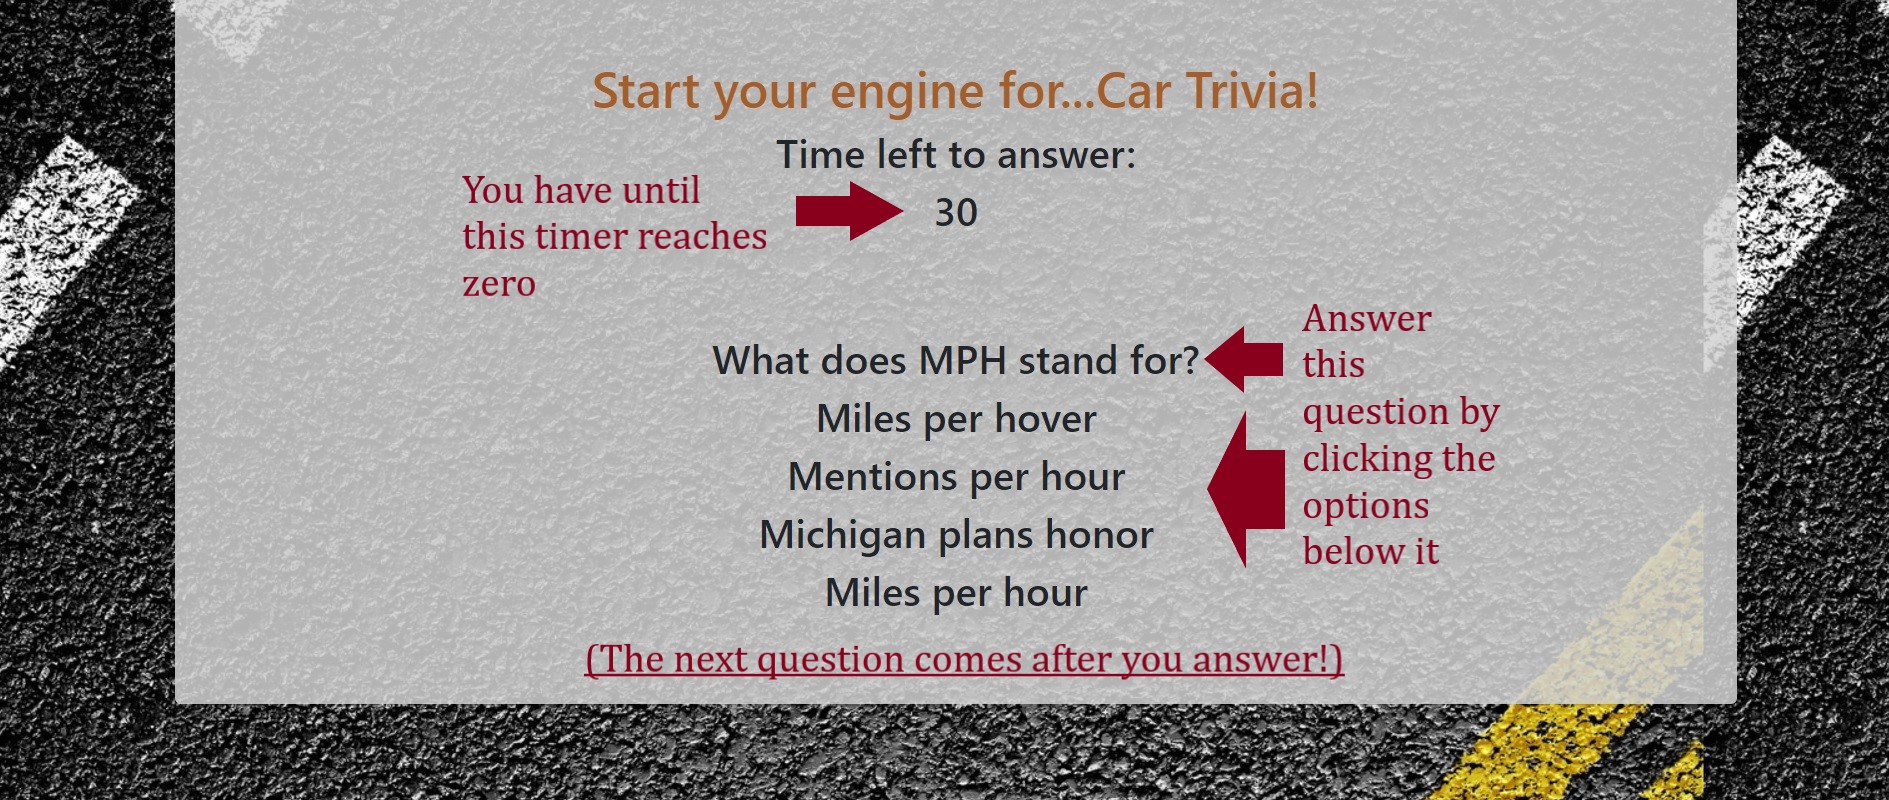 Start your engine for...Car Trivia!
Time left to answer:
You have until
this timer reaches
zero
30
What does MPH stand for?
Miles per hover
Mentions per hour
Michigan plans honor
Miles per hour
Answer
this
question by
clicking the
options
below it
(The next question comes after you answer!)